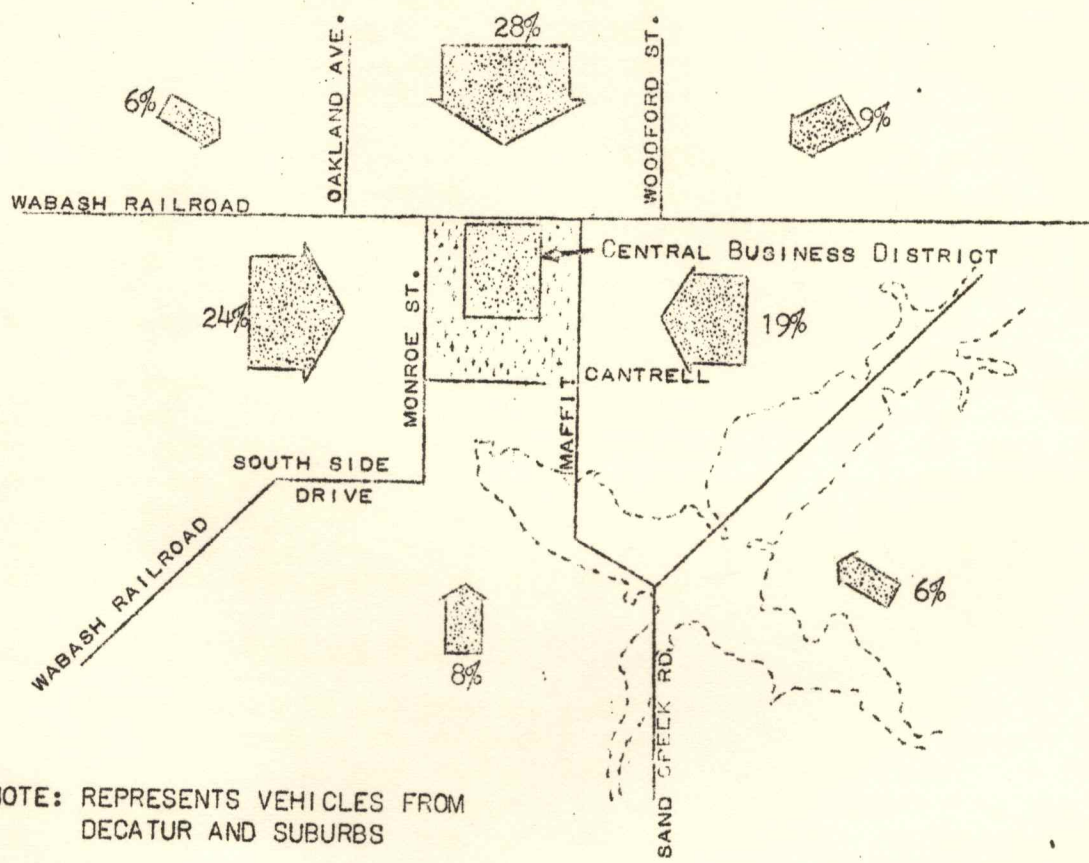 28%
OAKLAND AVE.
WOODFORD ST.
6%
9%
WABASH RAILROAD
CENTRAL BUSINESS DISTRICT
MONROE ST.
24%
19%
CANTRELL
MAFFIT
SOUTH SIDE
DRIVE
WABASH RAILROAD
6%
8%
SAND CREEK RD.
NOTE: REPRESENTS VEHICLES FROM
DECATUR AND SUBURBS